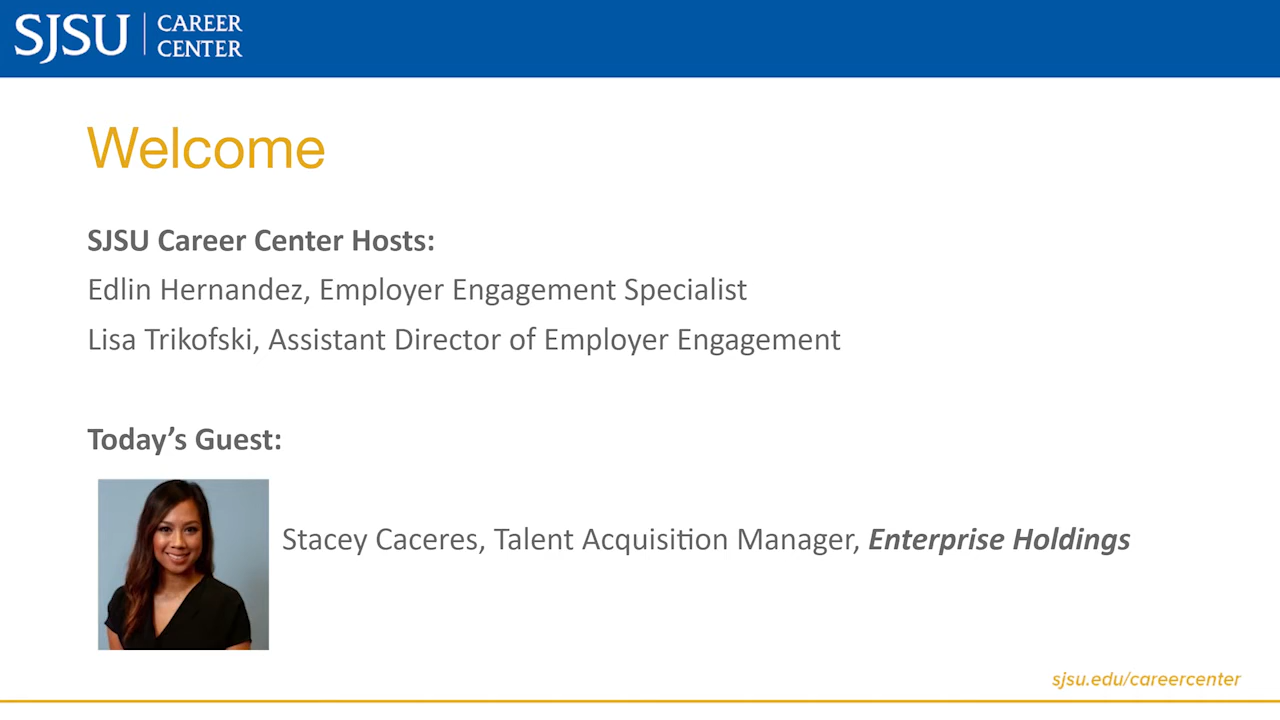 SJSU
CAREER
CENTER
Welcome
SJSU Career Center Hosts:
Edlin Hernandez, Employer Engagement Specialist
Lisa Trikofski, Assistant Director of Employer Engagement
Today’s Guest:
Stacey Caceres, Talent Acquisition Manager, Enterprise Holdings
sjsu.edu/careercenter